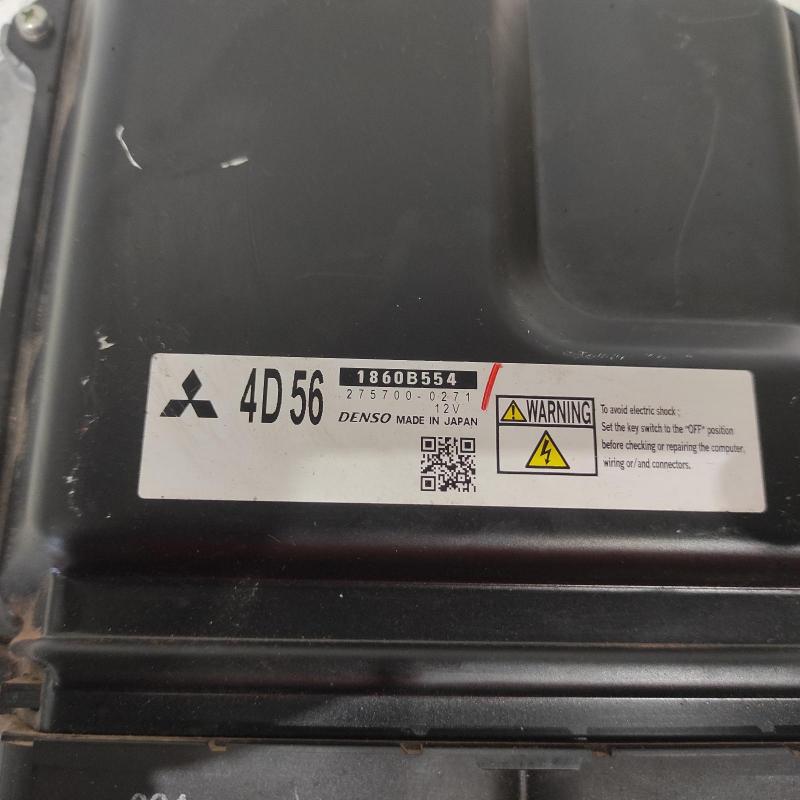 4D56
1860B554
275700-0271
12V
DENSO MADE IN JAPAN
WARNING
To avoid electric shock ;
Set the key switch to the "OFF" position
before checking or repairing the computer,
wiring or/and connectors.